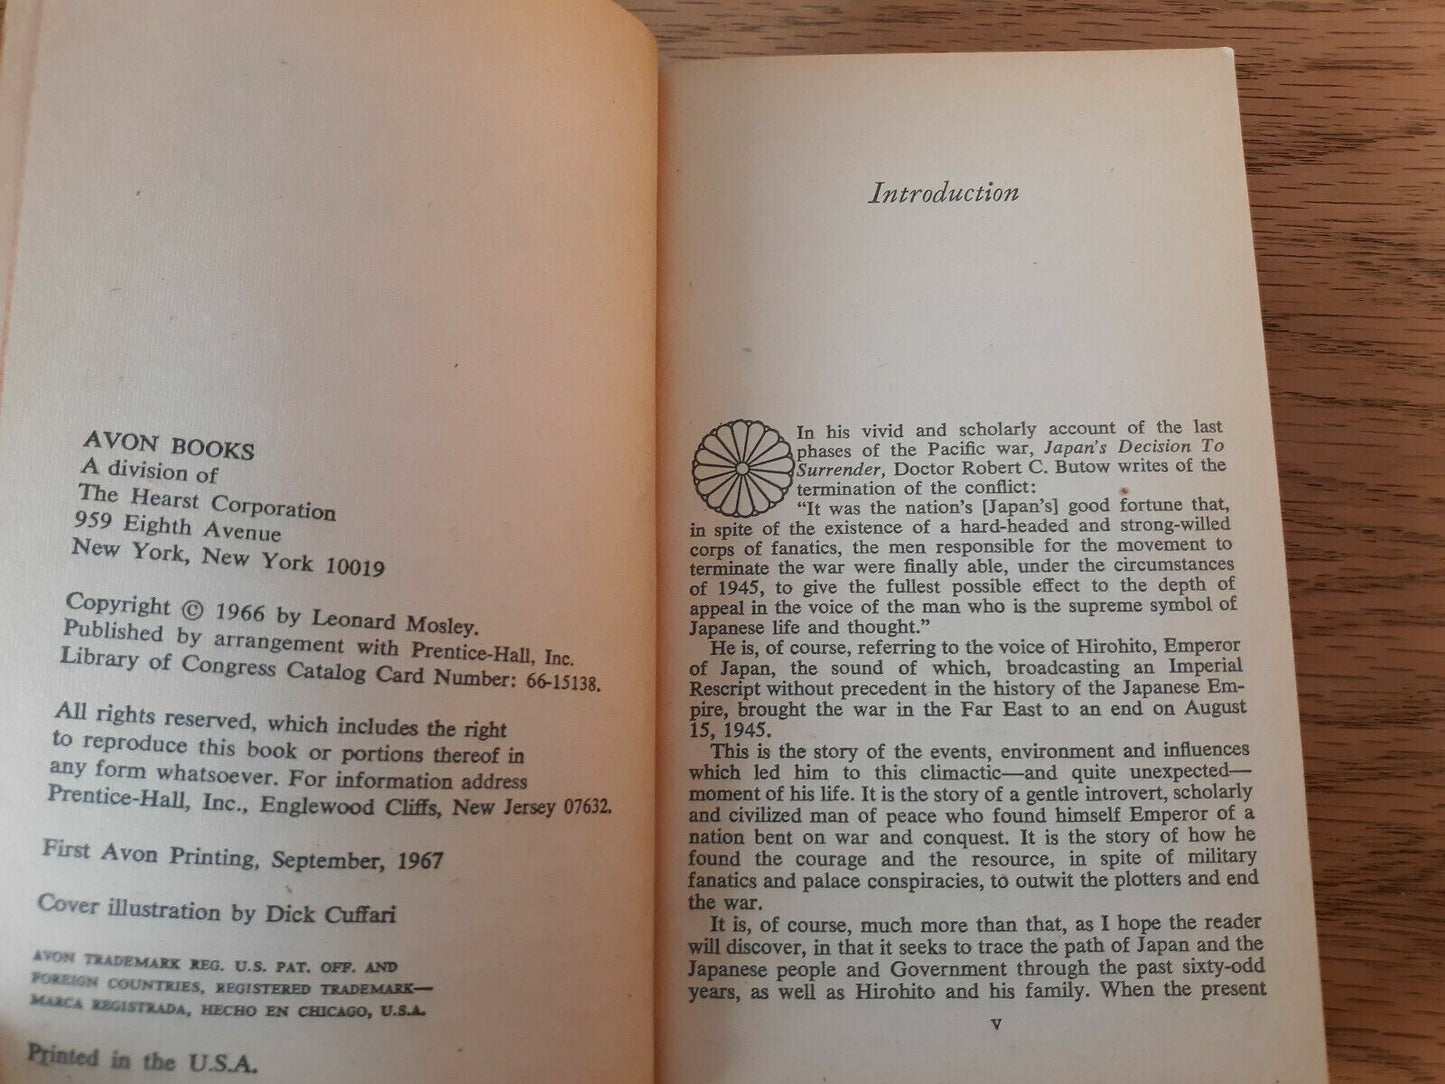 AVON BOOKS
A division of
The Hearst Corporation
959 Eighth Avenue
New York, New York 10019
Copyright © 1966 by Leonard Mosley.
Published by arrangement with Prentice-Hall, Inc.
Library of Congress Catalog Card Number: 66-15138.
All rights reserved, which includes the right
to reproduce this book or portions thereof in
any form whatsoever. For information address
Prentice-Hall, Inc., Englewood Cliffs, New Jersey 07632.
First Avon Printing, September, 1967
Cover illustration by Dick Cuffari
AVON TRADEMARK REG. U.S. PAT. OFF. AND
FOREIGN COUNTRIES, REGISTERED TRADEMARK—
MARCA REGISTRADA, HECHO EN CHICAGO, U.S.A.
Printed in the U.S.A.
Introduction
In his vivid and scholarly account of the last
phases of the Pacific war, Japan's Decision To
Surrender, Doctor Robert C. Butow writes of the
termination of the conflict:
"It was the nation's [Japan's] good fortune that,
in spite of the existence of a hard-headed and strong-willed
corps of fanatics, the men responsible for the movement to
terminate the war were finally able, under the circumstances
of 1945, to give the fullest possible effect to the depth of
appeal in the voice of the man who is the supreme symbol of
Japanese life and thought."
He is, of course, referring to the voice of Hirohito, Emperor
of Japan, the sound of which, broadcasting an Imperial
Rescript without precedent in the history of the Japanese Em-
pire, brought the war in the Far East to an end on August
15, 1945.
This is the story of the events, environment and influences
which led him to this climactic—and quite unexpected—
moment of his life. It is the story of a gentle introvert, scholarly
and civilized man of peace who found himself Emperor of a
nation bent on war and conquest. It is the story of how he
found the courage and the resource, in spite of military
fanatics and palace conspiracies, to outwit the plotters and end
the war.
It is, of course, much more than that, as I hope the reader
will discover, in that it seeks to trace the path of Japan and the
Japanese people and Government through the past sixty-odd
years, as well as Hirohito and his family. When the present
v